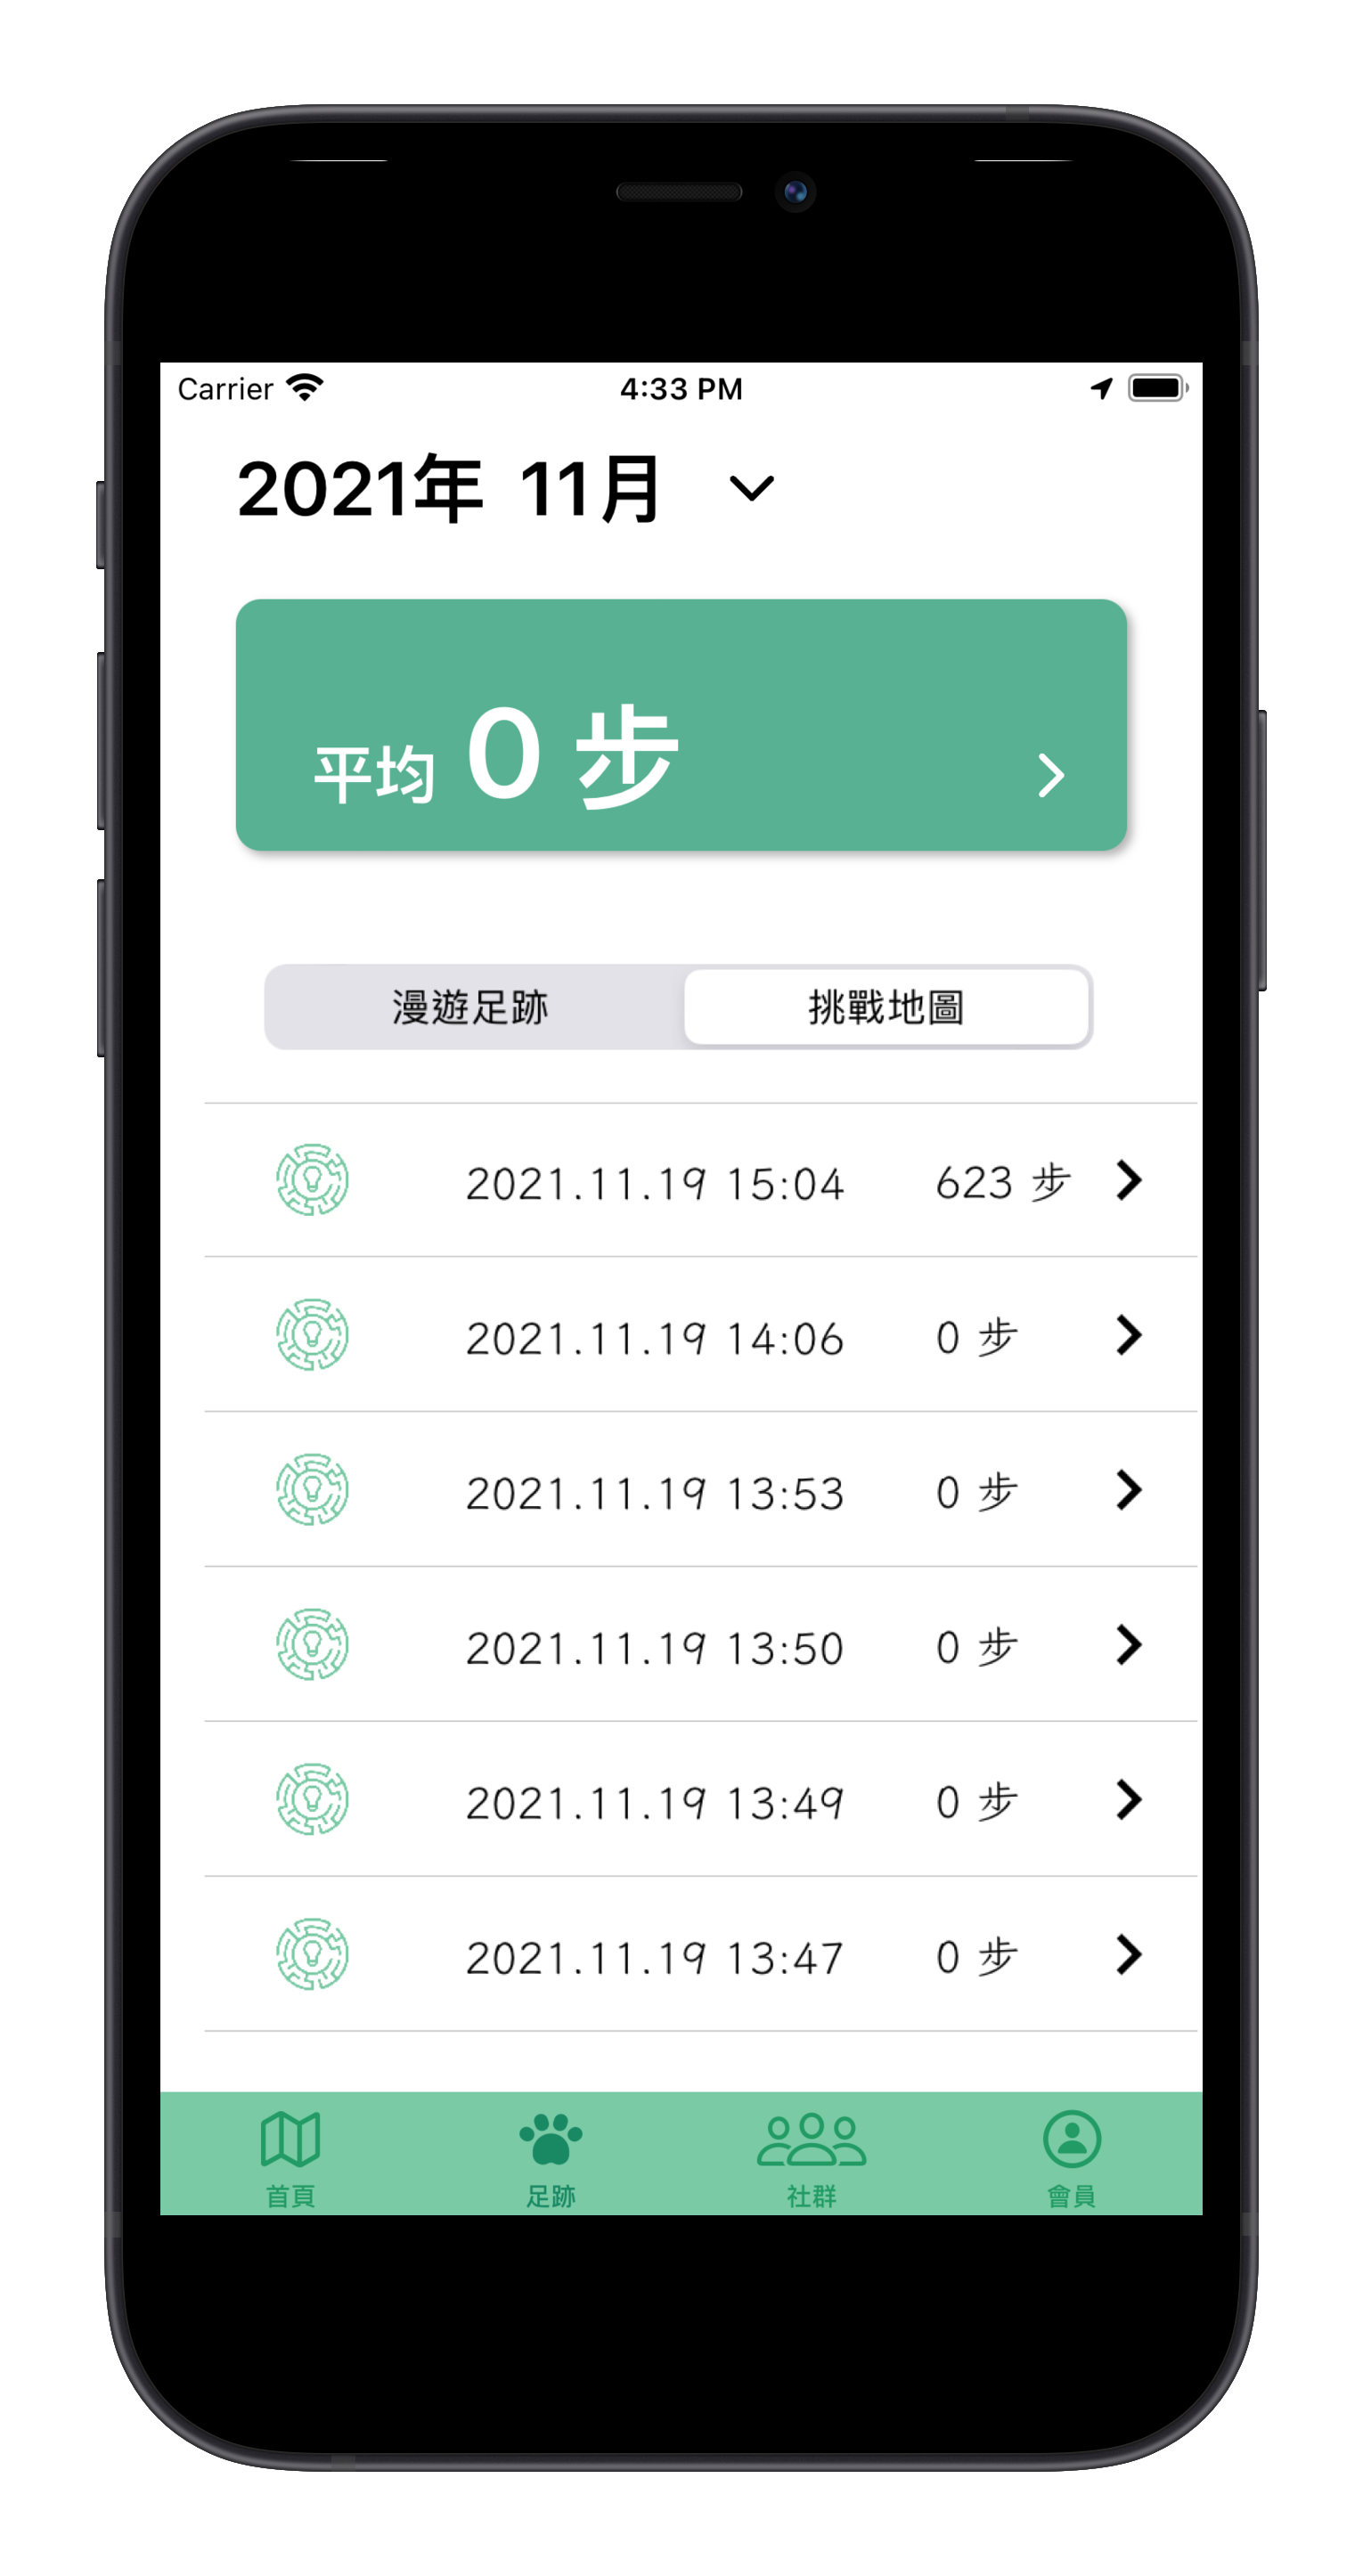 Carrier 4:33 PM
2021年 11月
平均 0 步
漫遊足跡 挑戰地圖
2021.11.19 15:04 623 步
2021.11.19 14:06 0 步
2021.11.19 13:53 0 步
2021.11.19 13:50 0 步
2021.11.19 13:49 0 步
2021.11.19 13:47 0 步
首頁 足跡 社群 會員